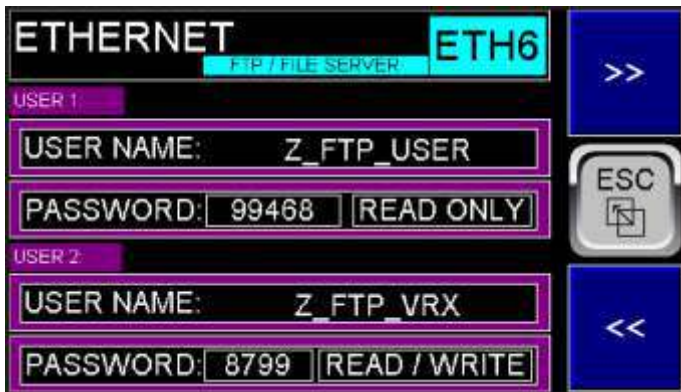 ETHERNET
FTP / FILE SERVER
ETH6
>>
USER 1:
USER NAME: Z_FTP_USER
PASSWORD: 99468 READ ONLY
ESC
USER 2:
USER NAME: Z_FTP_VRX
<<
PASSWORD: 8799 READ / WRITE